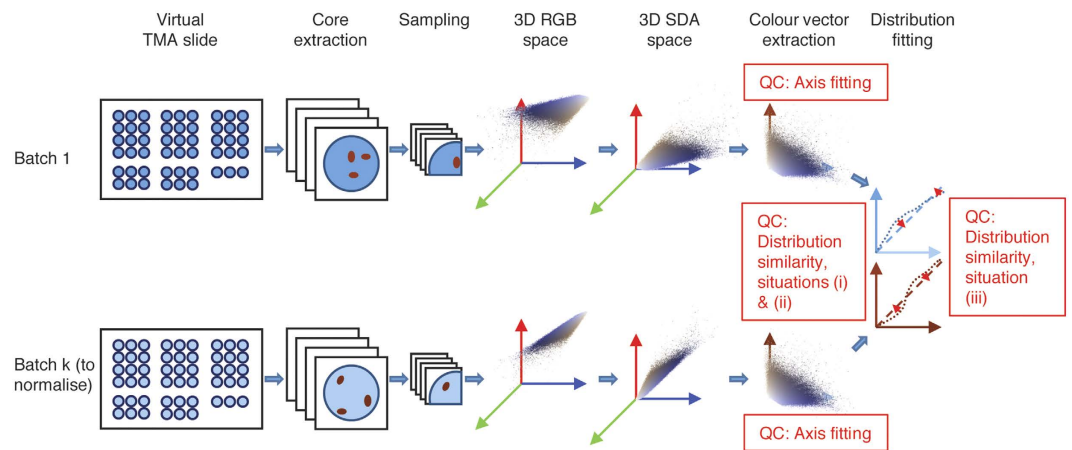 Virtual
TMA slide
Core
extraction
Sampling
3D RGB
space
3D SDA
space
Colour vector
extraction
Distribution
fitting
QC: Axis fitting
Batch 1
QC:
Distribution
similarity,
situations (i)
& (ii)
QC:
Distribution
similarity,
situation
(iii)
Batch k (to
normalise)
QC: Axis fitting